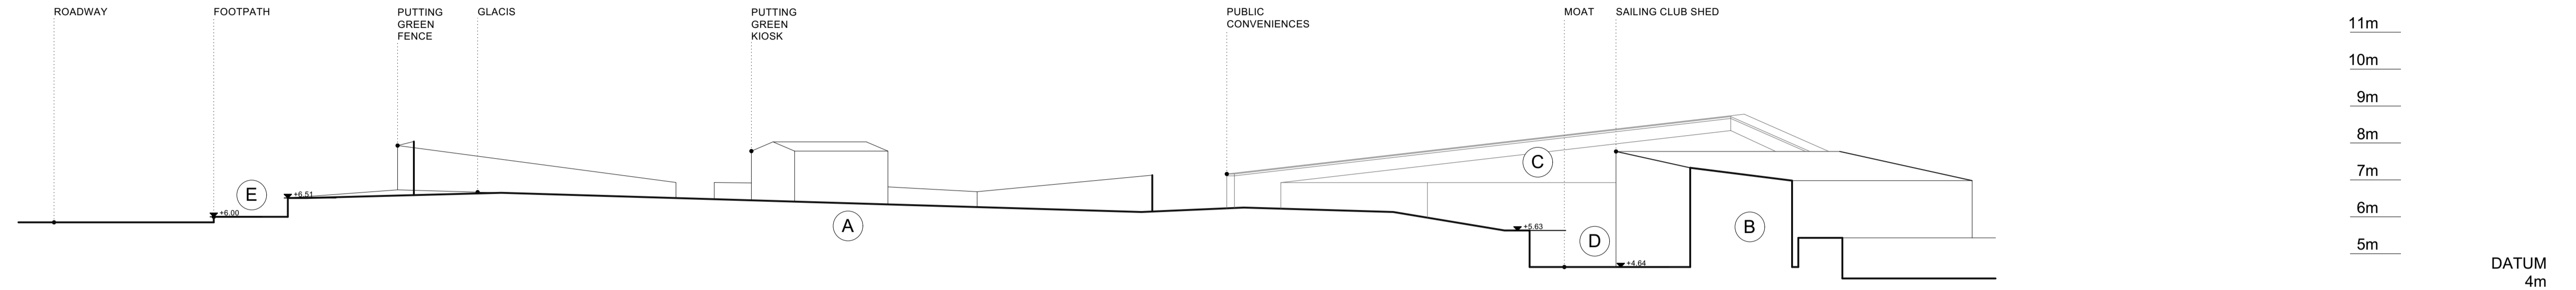 ROADWAY
FOOTPATH
PUTTING
GREEN
FENCE
GLACIS
PUTTING
GREEN
KIOSK
PUBLIC
CONVENIENCES
MOAT
SAILING CLUB SHED
11m
10m
9m
8m
7m
6m
5m
DATUM
4m
E
+6.51
+6.00
A
C
+5.63
D
+4.64
B